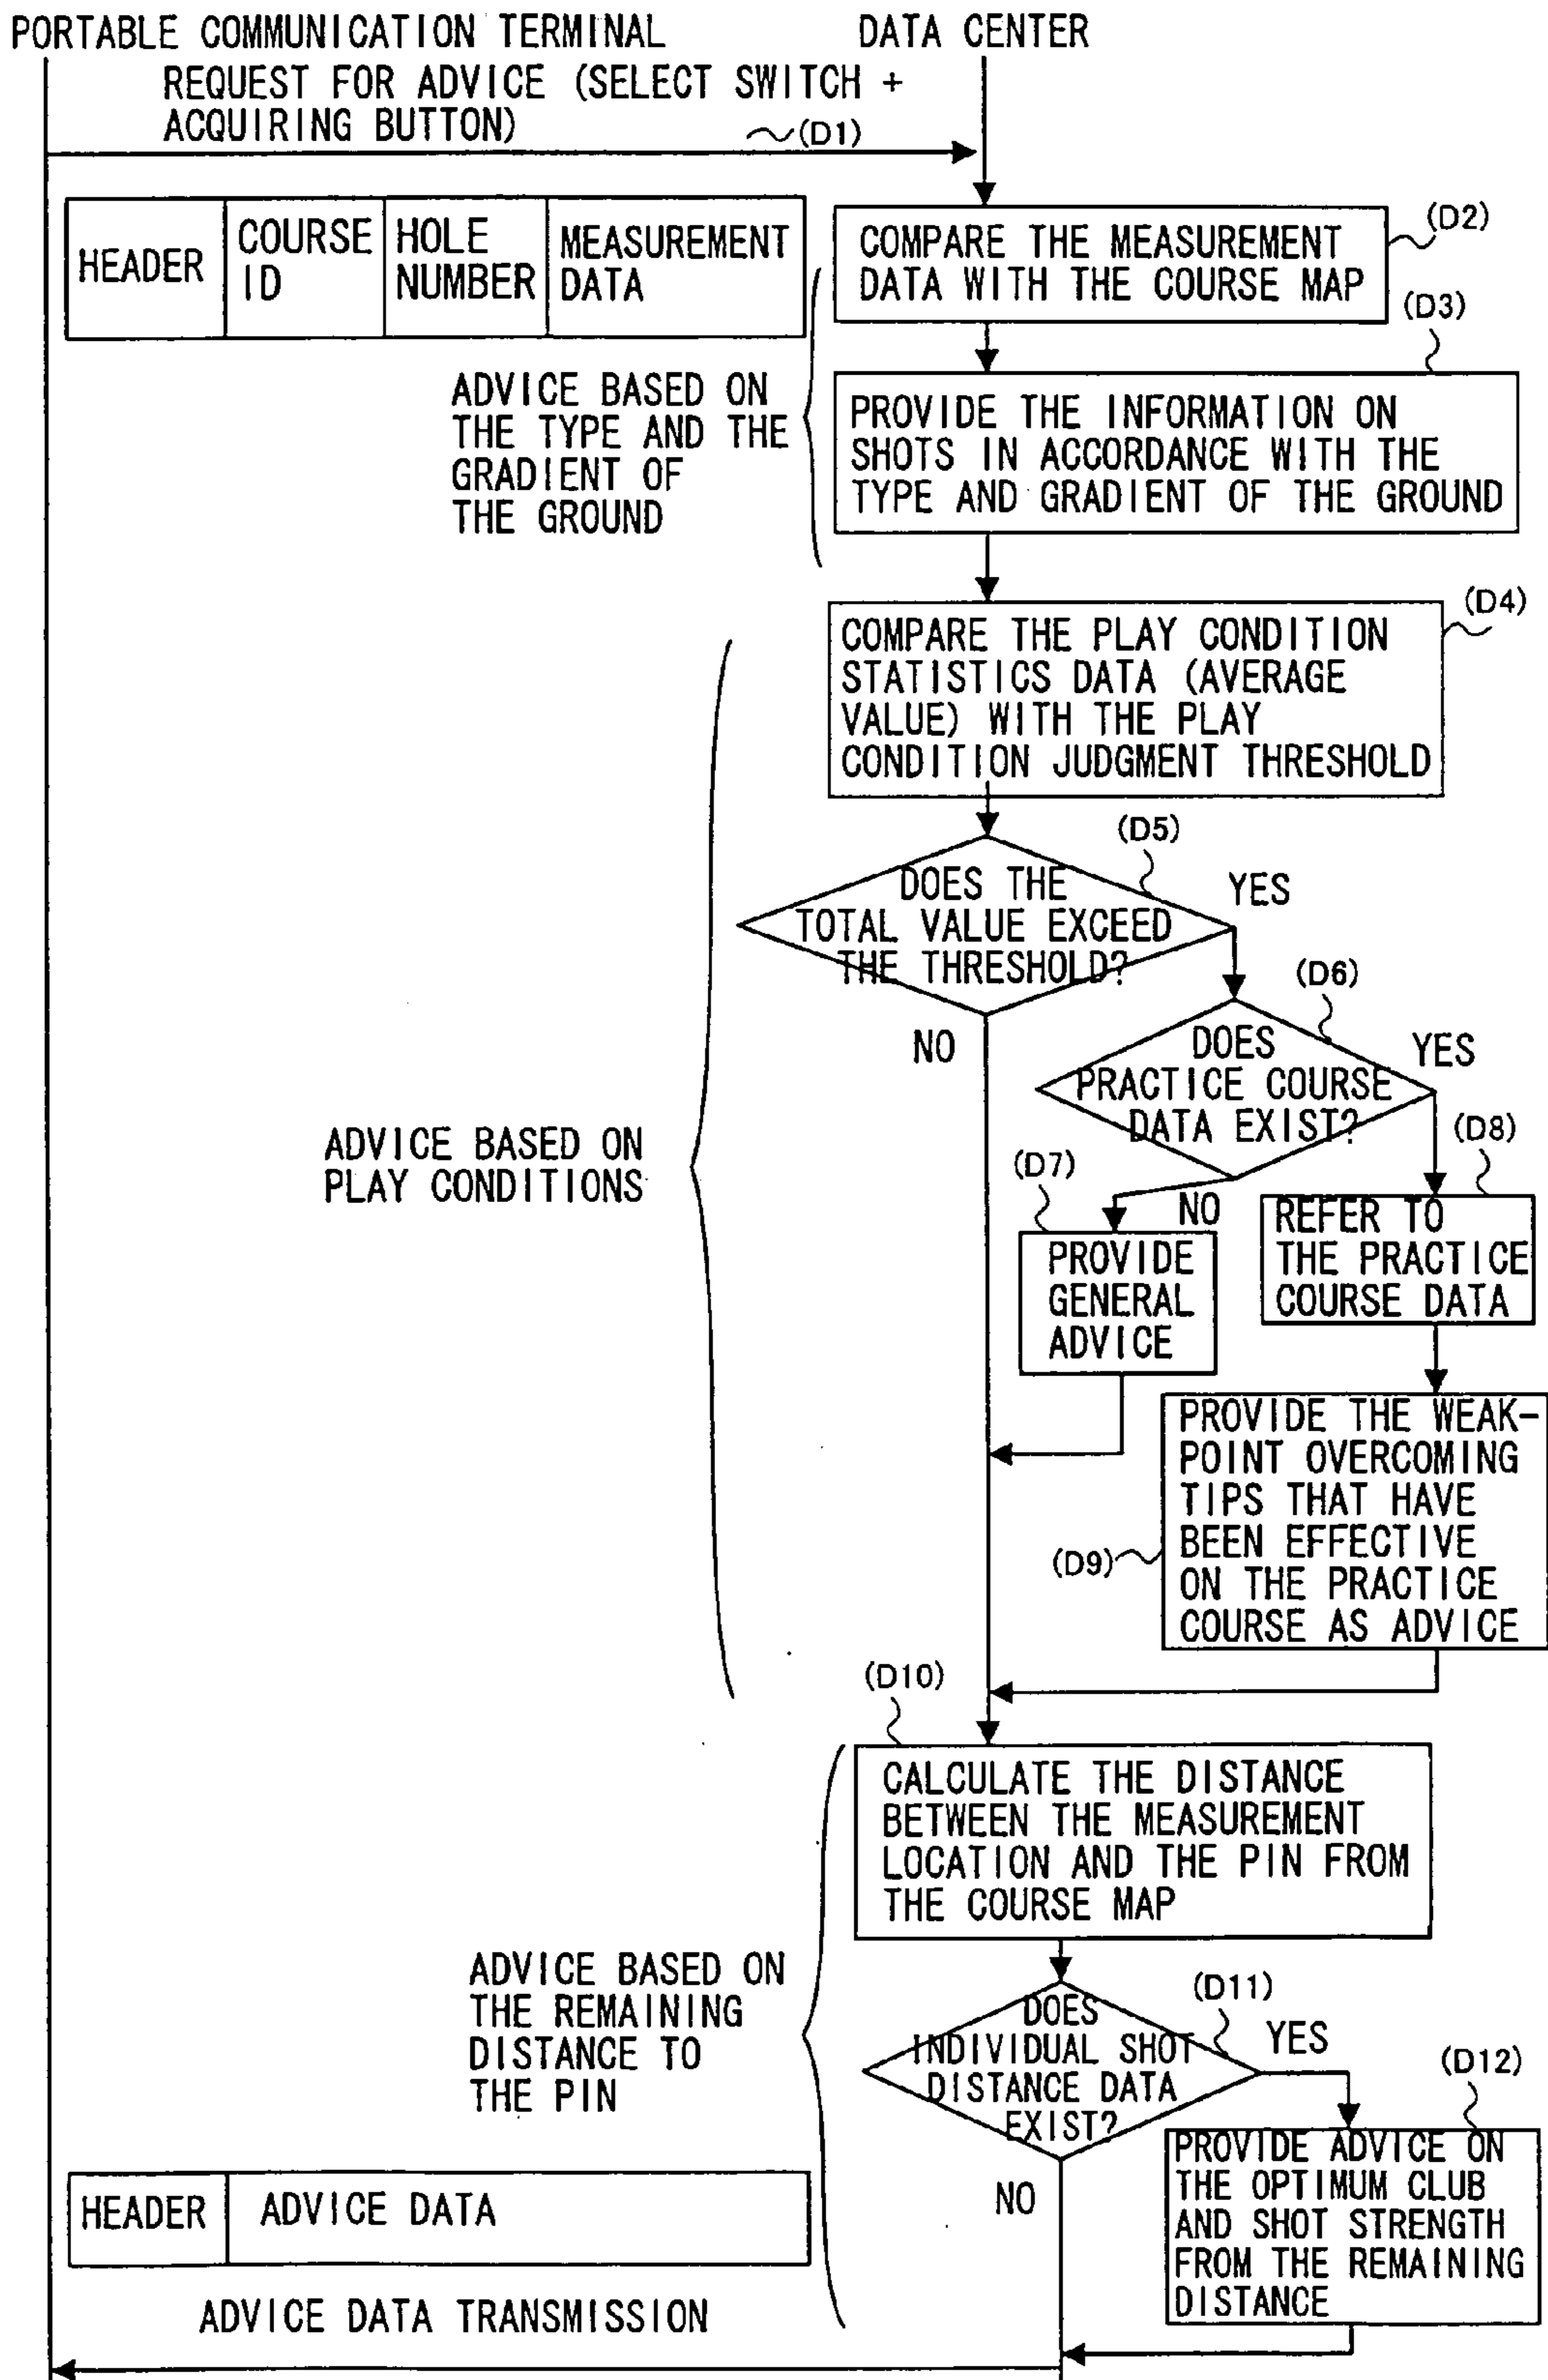 PORTABLE COMMUNICATION TERMINAL
DATA CENTER
REQUEST FOR ADVICE (SELECT SWITCH +
ACQUIRING BUTTON)
(D1)
HEADER
COURSE
ID
HOLE
NUMBER
MEASUREMENT
DATA
(D2)
COMPARE THE MEASUREMENT
DATA WITH THE COURSE MAP
(D3)
ADVICE BASED ON
THE TYPE AND THE
GRADIENT OF
THE GROUND
PROVIDE THE INFORMATION ON
SHOTS IN ACCORDANCE WITH THE
TYPE AND GRADIENT OF THE GROUND
(D4)
COMPARE THE PLAY CONDITION
STATISTICS DATA (AVERAGE
VALUE) WITH THE PLAY
CONDITION JUDGMENT THRESHOLD
(D5)
DOES THE
TOTAL VALUE EXCEED
THE THRESHOLD?
YES
NO
(D6)
DOES
PRACTICE COURSE
DATA EXIST?
YES
NO
ADVICE BASED ON
PLAY CONDITIONS
(D7)
PROVIDE
GENERAL
ADVICE
(D8)
REFER TO
THE PRACTICE
COURSE DATA
(D9)
PROVIDE THE WEAK-
POINT OVERCOMING
TIPS THAT HAVE
BEEN EFFECTIVE
ON THE PRACTICE
COURSE AS ADVICE
(D10)
CALCULATE THE DISTANCE
BETWEEN THE MEASUREMENT
LOCATION AND THE PIN FROM
THE COURSE MAP
ADVICE BASED ON
THE REMAINING
DISTANCE TO
THE PIN
(D11)
DOES
INDIVIDUAL SHOT
DISTANCE DATA
EXIST?
YES
NO
(D12)
PROVIDE ADVICE ON
THE OPTIMUM CLUB
AND SHOT STRENGTH
FROM THE REMAINING
DISTANCE
HEADER
ADVICE DATA
ADVICE DATA TRANSMISSION